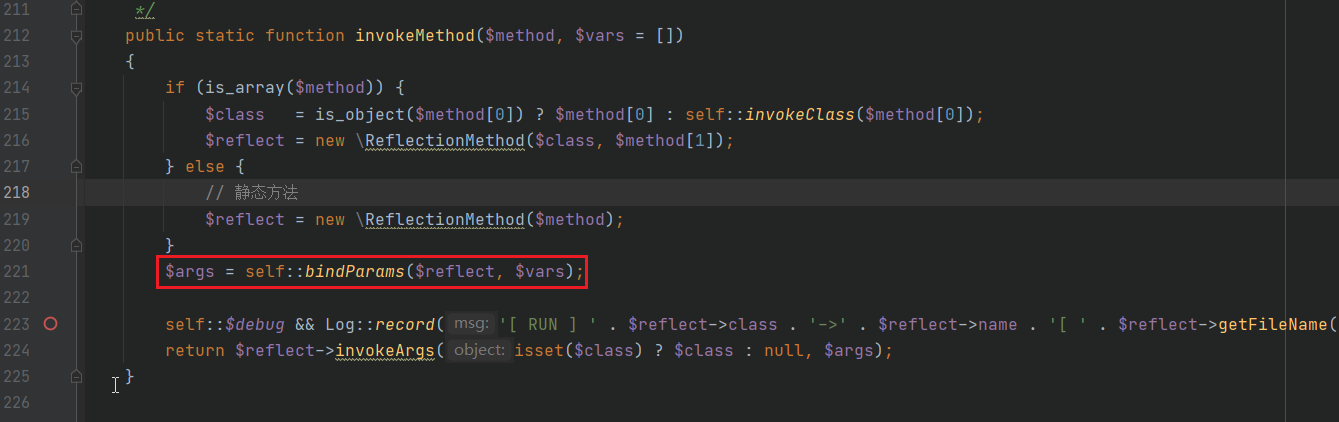 211 */
212 public static function invokeMethod($method, $vars = [])
213 {
214 if (is_array($method)) {
215 $class   = is_object($method[0]) ? $method[0] : self::invokeClass($method[0]);
216 $reflect = new \ReflectionMethod($class, $method[1]);
217 } else {
218 // 静态方法
219 $reflect = new \ReflectionMethod($method);
220 }
221 $args = self::bindParams($reflect, $vars);
222
223 self::$debug && Log::record( msg: '[ RUN ] ' . $reflect->class . '->' . $reflect->name . '[ ' . $reflect->getFileName(
224 return $reflect->invokeArgs( object: isset($class) ? $class : null, $args);
225 }
226